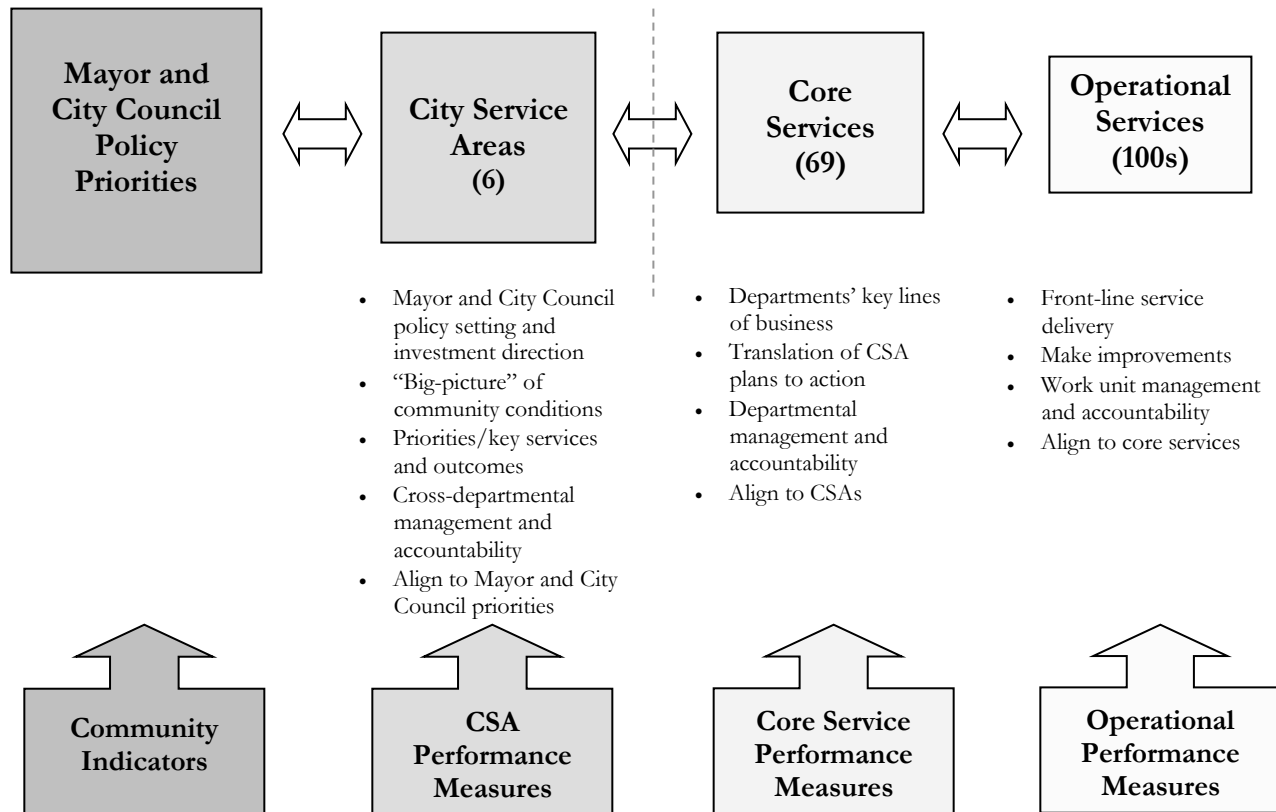 Mayor and
City Council
Policy
Priorities
City Service
Areas
(6)
Core
Services
(69)
Operational
Services
(100s)
• Mayor and City Council
policy setting and
investment direction
• “Big-picture” of
community conditions
• Priorities/key services
and outcomes
• Cross-departmental
management and
accountability
• Align to Mayor and City
Council priorities
• Departments’ key lines
of business
• Translation of CSA
plans to action
• Departmental
management and
accountability
• Align to CSAs
• Front-line service
delivery
• Make improvements
• Work unit management
and accountability
• Align to core services
Community
Indicators
CSA
Performance
Measures
Core Service
Performance
Measures
Operational
Performance
Measures